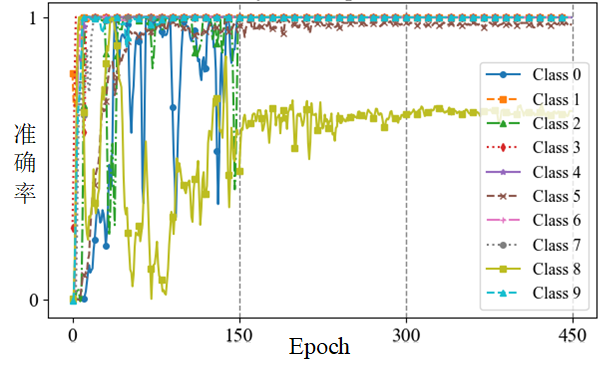 1
0
准
确
率
0
150
300
450
Epoch
Class 0
Class 1
Class 2
Class 3
Class 4
Class 5
Class 6
Class 7
Class 8
Class 9